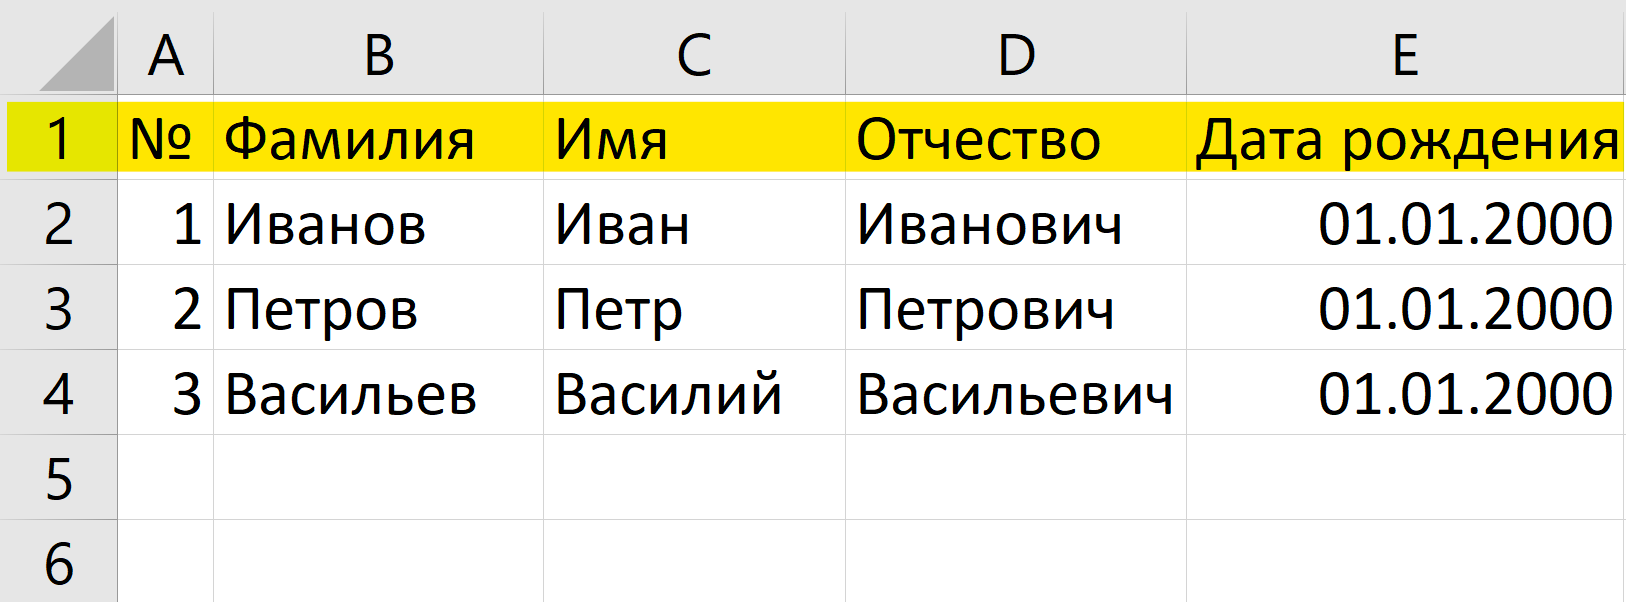 A B C D E
1 № Фамилия Имя Отчество Дата рождения
2 1 Иванов Иван Иванович 01.01.2000
3 2 Петров Петр Петрович 01.01.2000
4 3 Васильев Василий Васильевич 01.01.2000
5
6